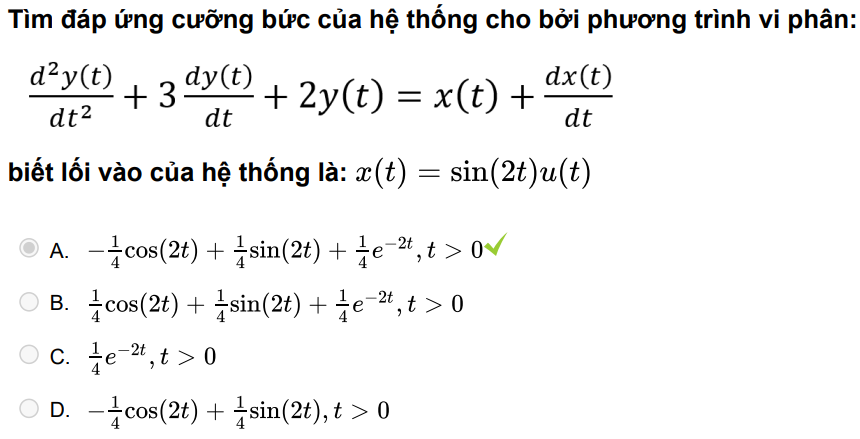 Tìm đáp ứng cưỡng bức của hệ thống cho bởi phương trình vi phân:
$\frac{d^2y(t)}{dt^2} + 3\frac{dy(t)}{dt} + 2y(t) = x(t) + \frac{dx(t)}{dt}$
biết lối vào của hệ thống là: $x(t) = \sin(2t)u(t)$
A. $-\frac{1}{4}\cos(2t) + \frac{1}{4}\sin(2t) + \frac{1}{4}e^{-2t}, t > 0$ ✓
B. $\frac{1}{4}\cos(2t) + \frac{1}{4}\sin(2t) + \frac{1}{4}e^{-2t}, t > 0$
C. $\frac{1}{4}e^{-2t}, t > 0$
D. $-\frac{1}{4}\cos(2t) + \frac{1}{4}\sin(2t), t > 0$